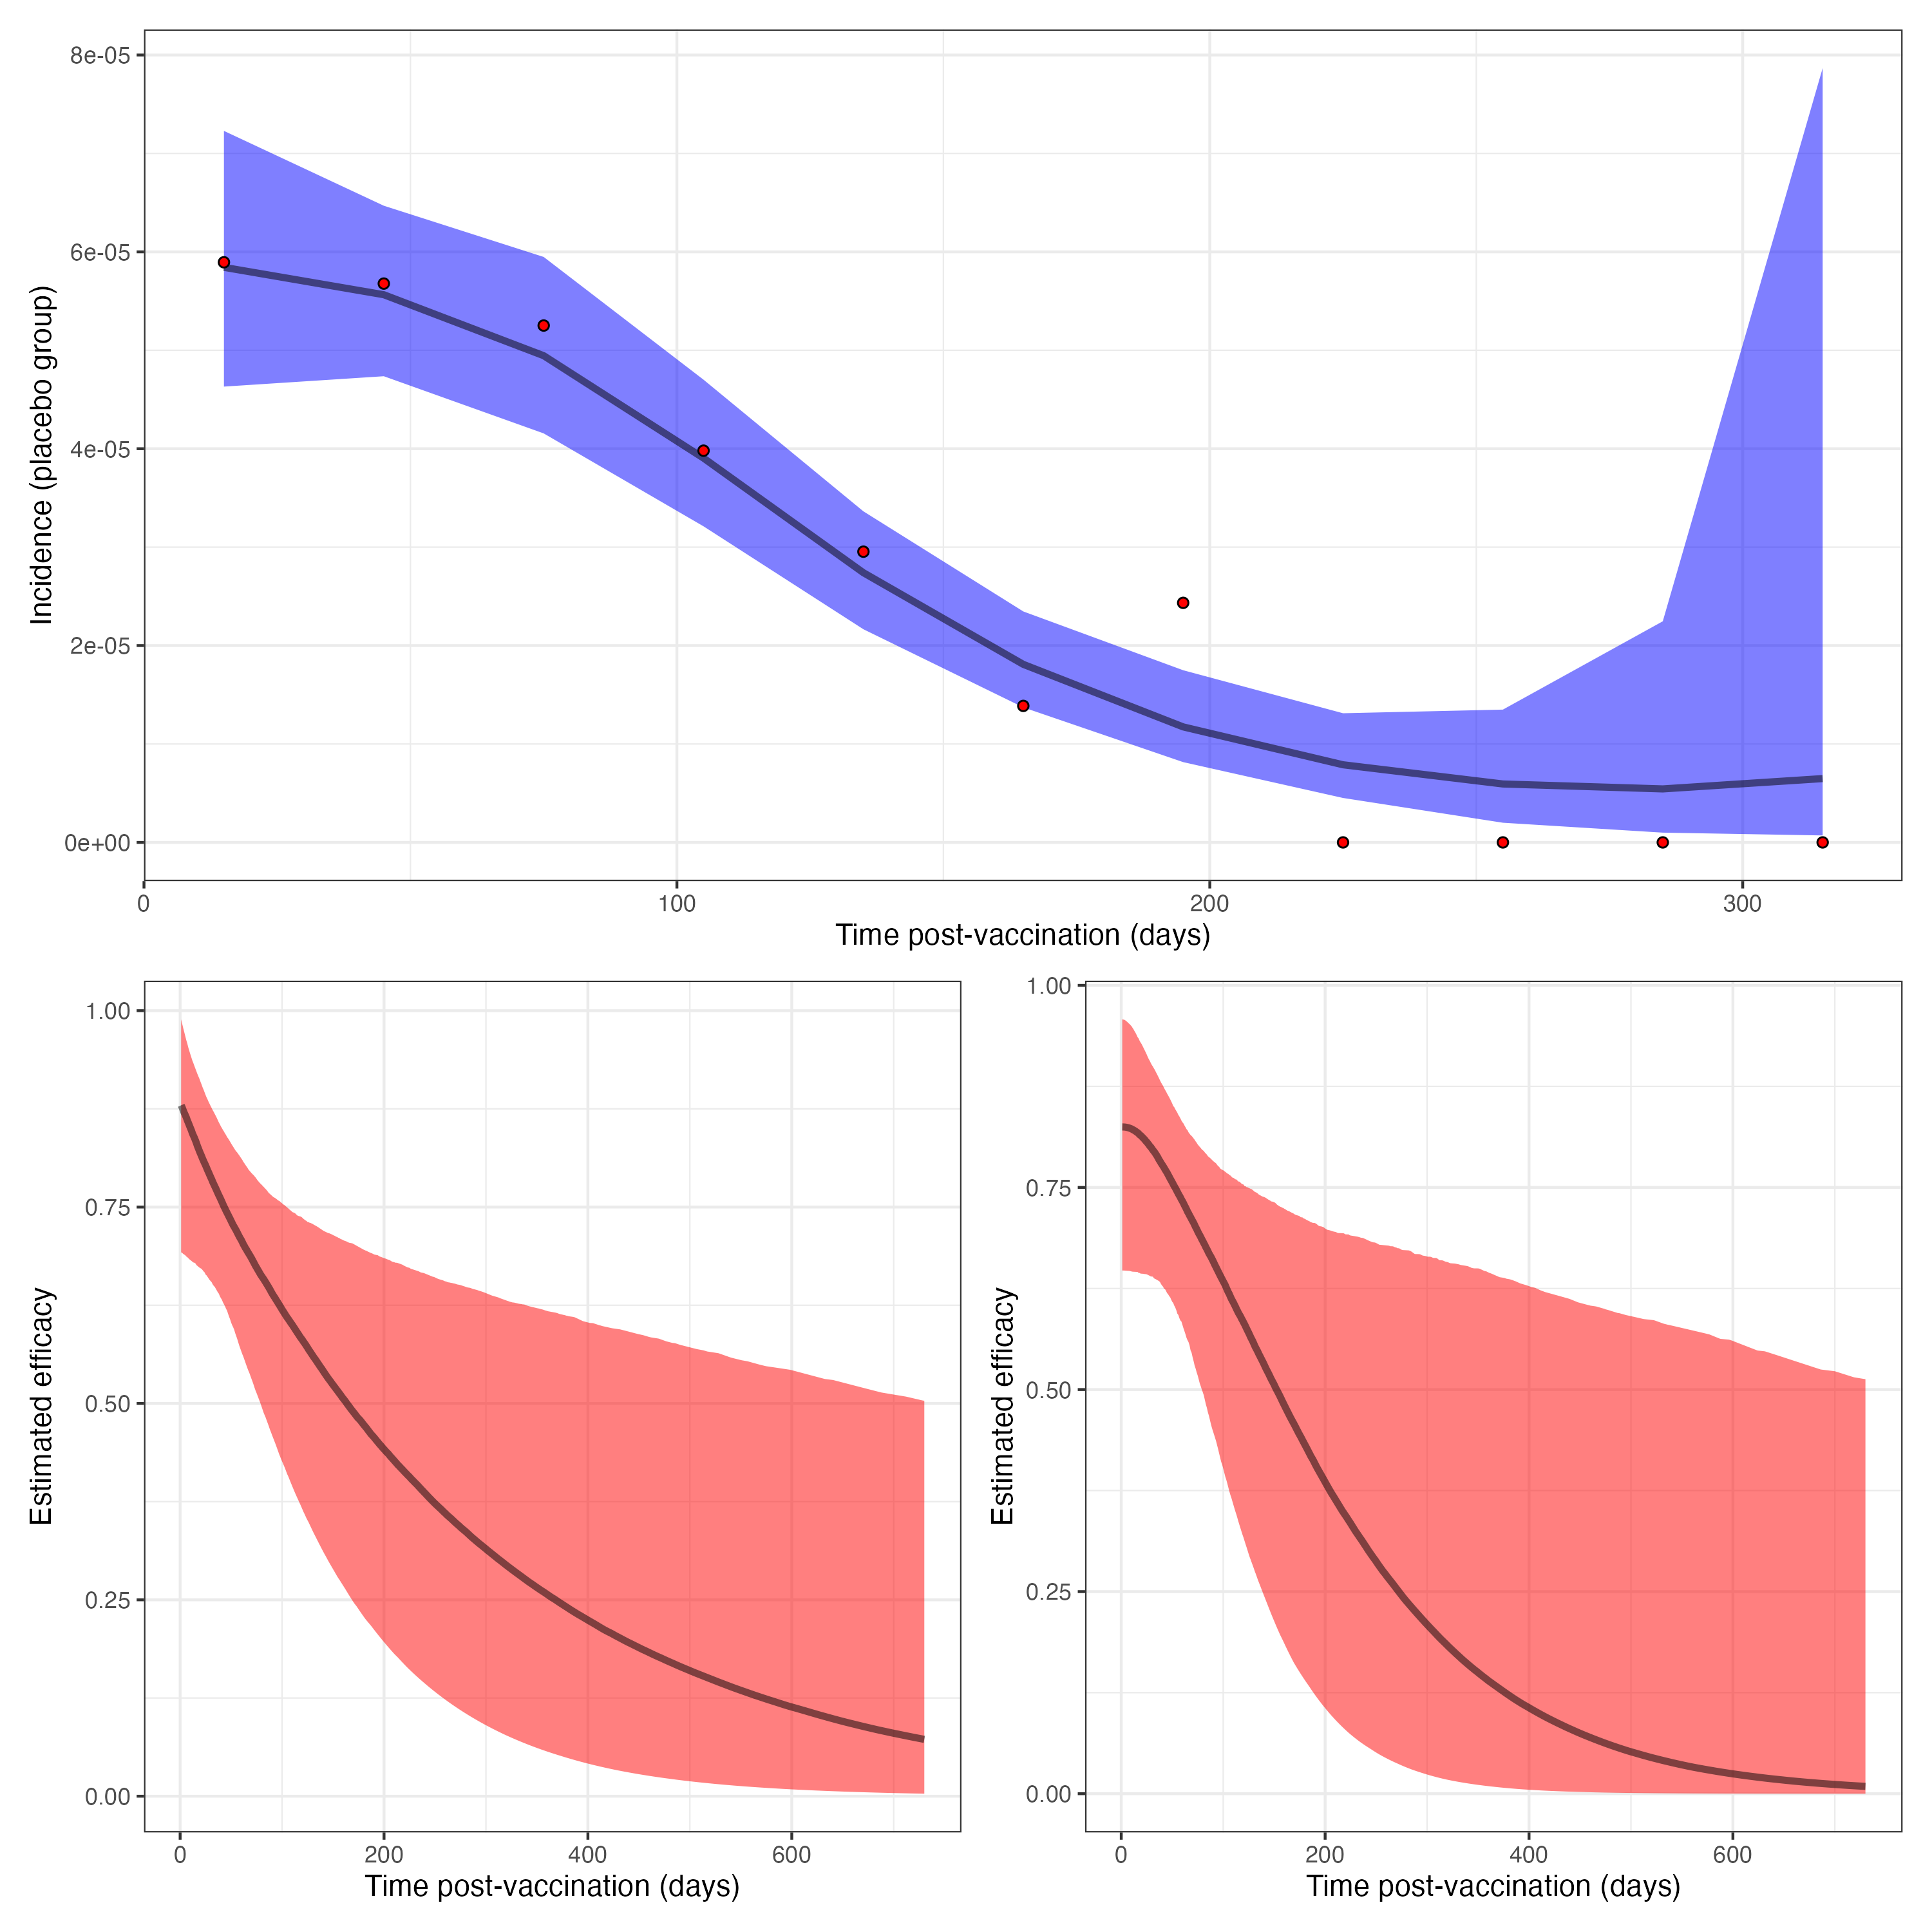 8e-05
6e-05
4e-05
2e-05
0e+00
Incidence (placebo group)
0 100 200 300
Time post-vaccination (days)
1.00
0.75
0.50
0.25
0.00
Estimated efficacy
0 200 400 600
Time post-vaccination (days)
1.00
0.75
0.50
0.25
0.00
Estimated efficacy
0 200 400 600
Time post-vaccination (days)